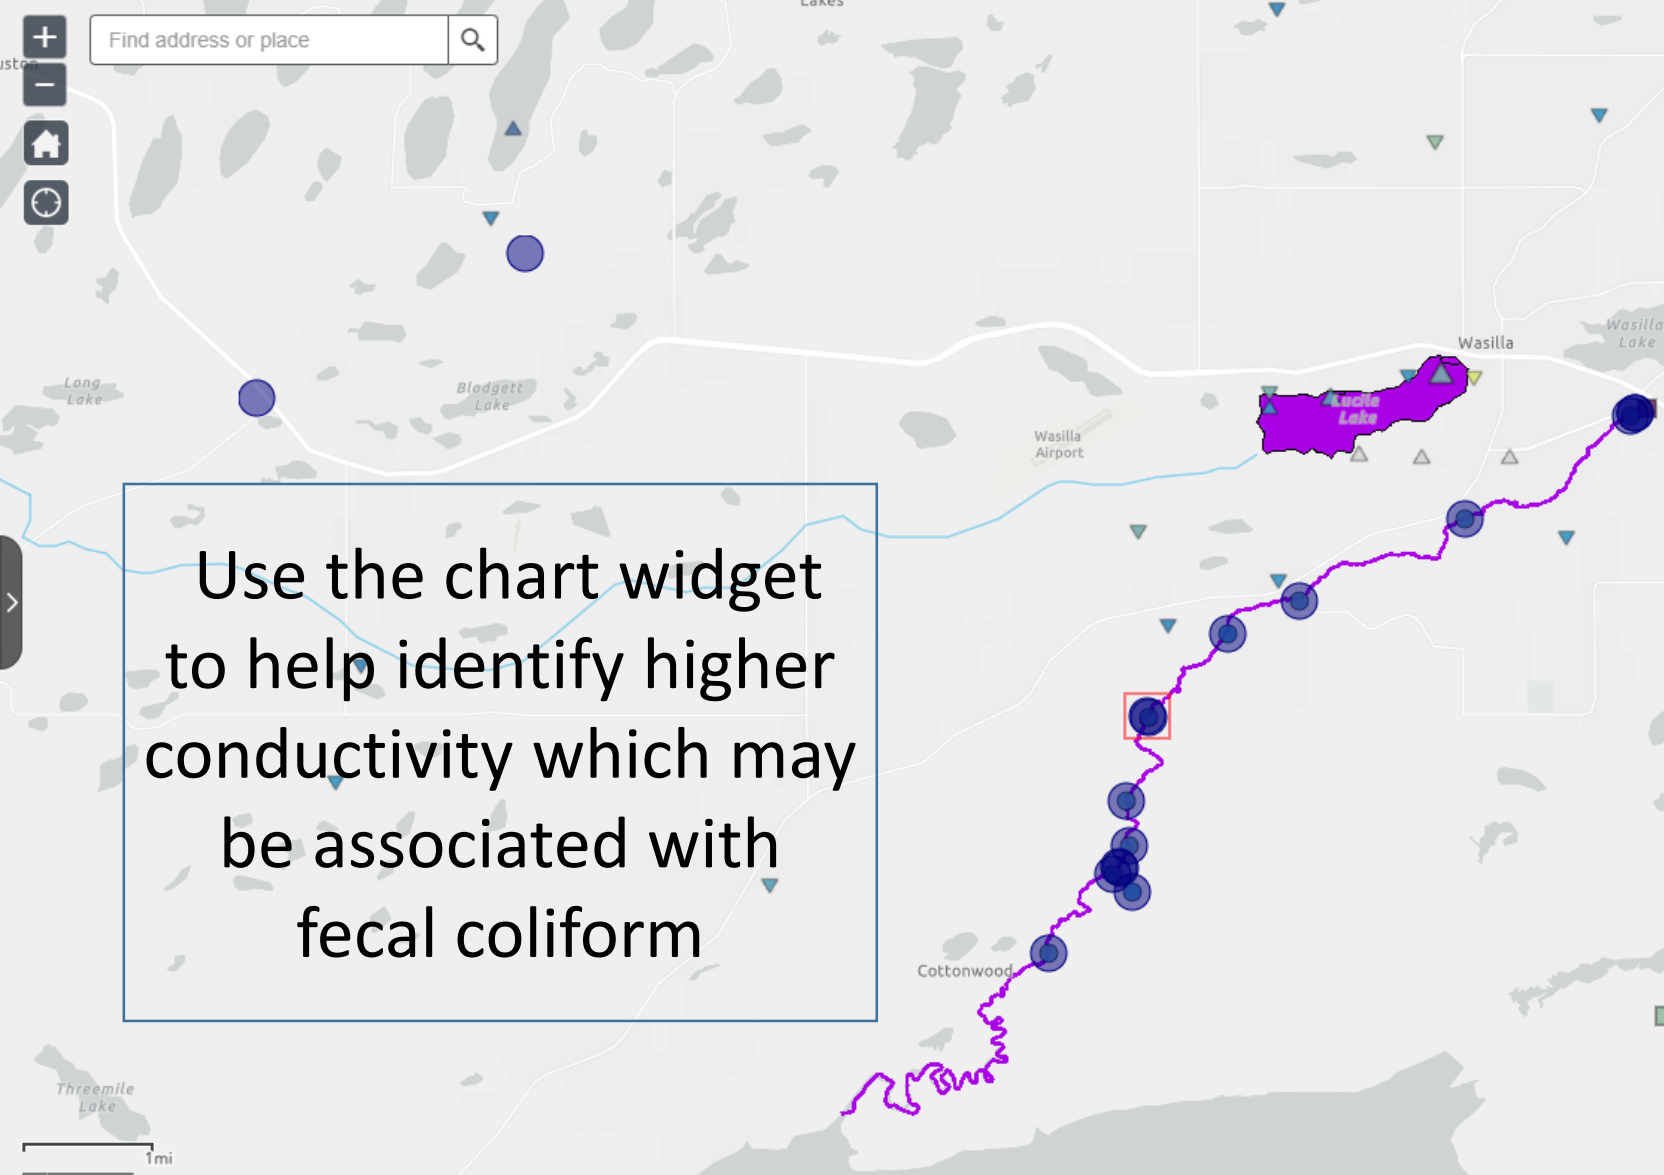 Lakes
Find address or place
uston
Wasilla
Wasilla
Lake
Long
Lake
Blodgett
Lake
Lucile
Lake
Wasilla
Airport
Use the chart widget
to help identify higher
conductivity which may
be associated with
fecal coliform
Cottonwood
Threemile
Lake
1mi